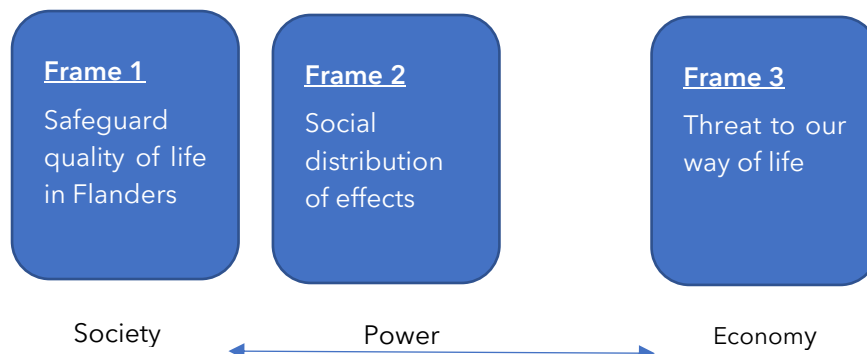 Frame 1
Safeguard
quality of life
in Flanders
Frame 2
Social
distribution
of effects
Frame 3
Threat to our
way of life
Society
Power
Economy